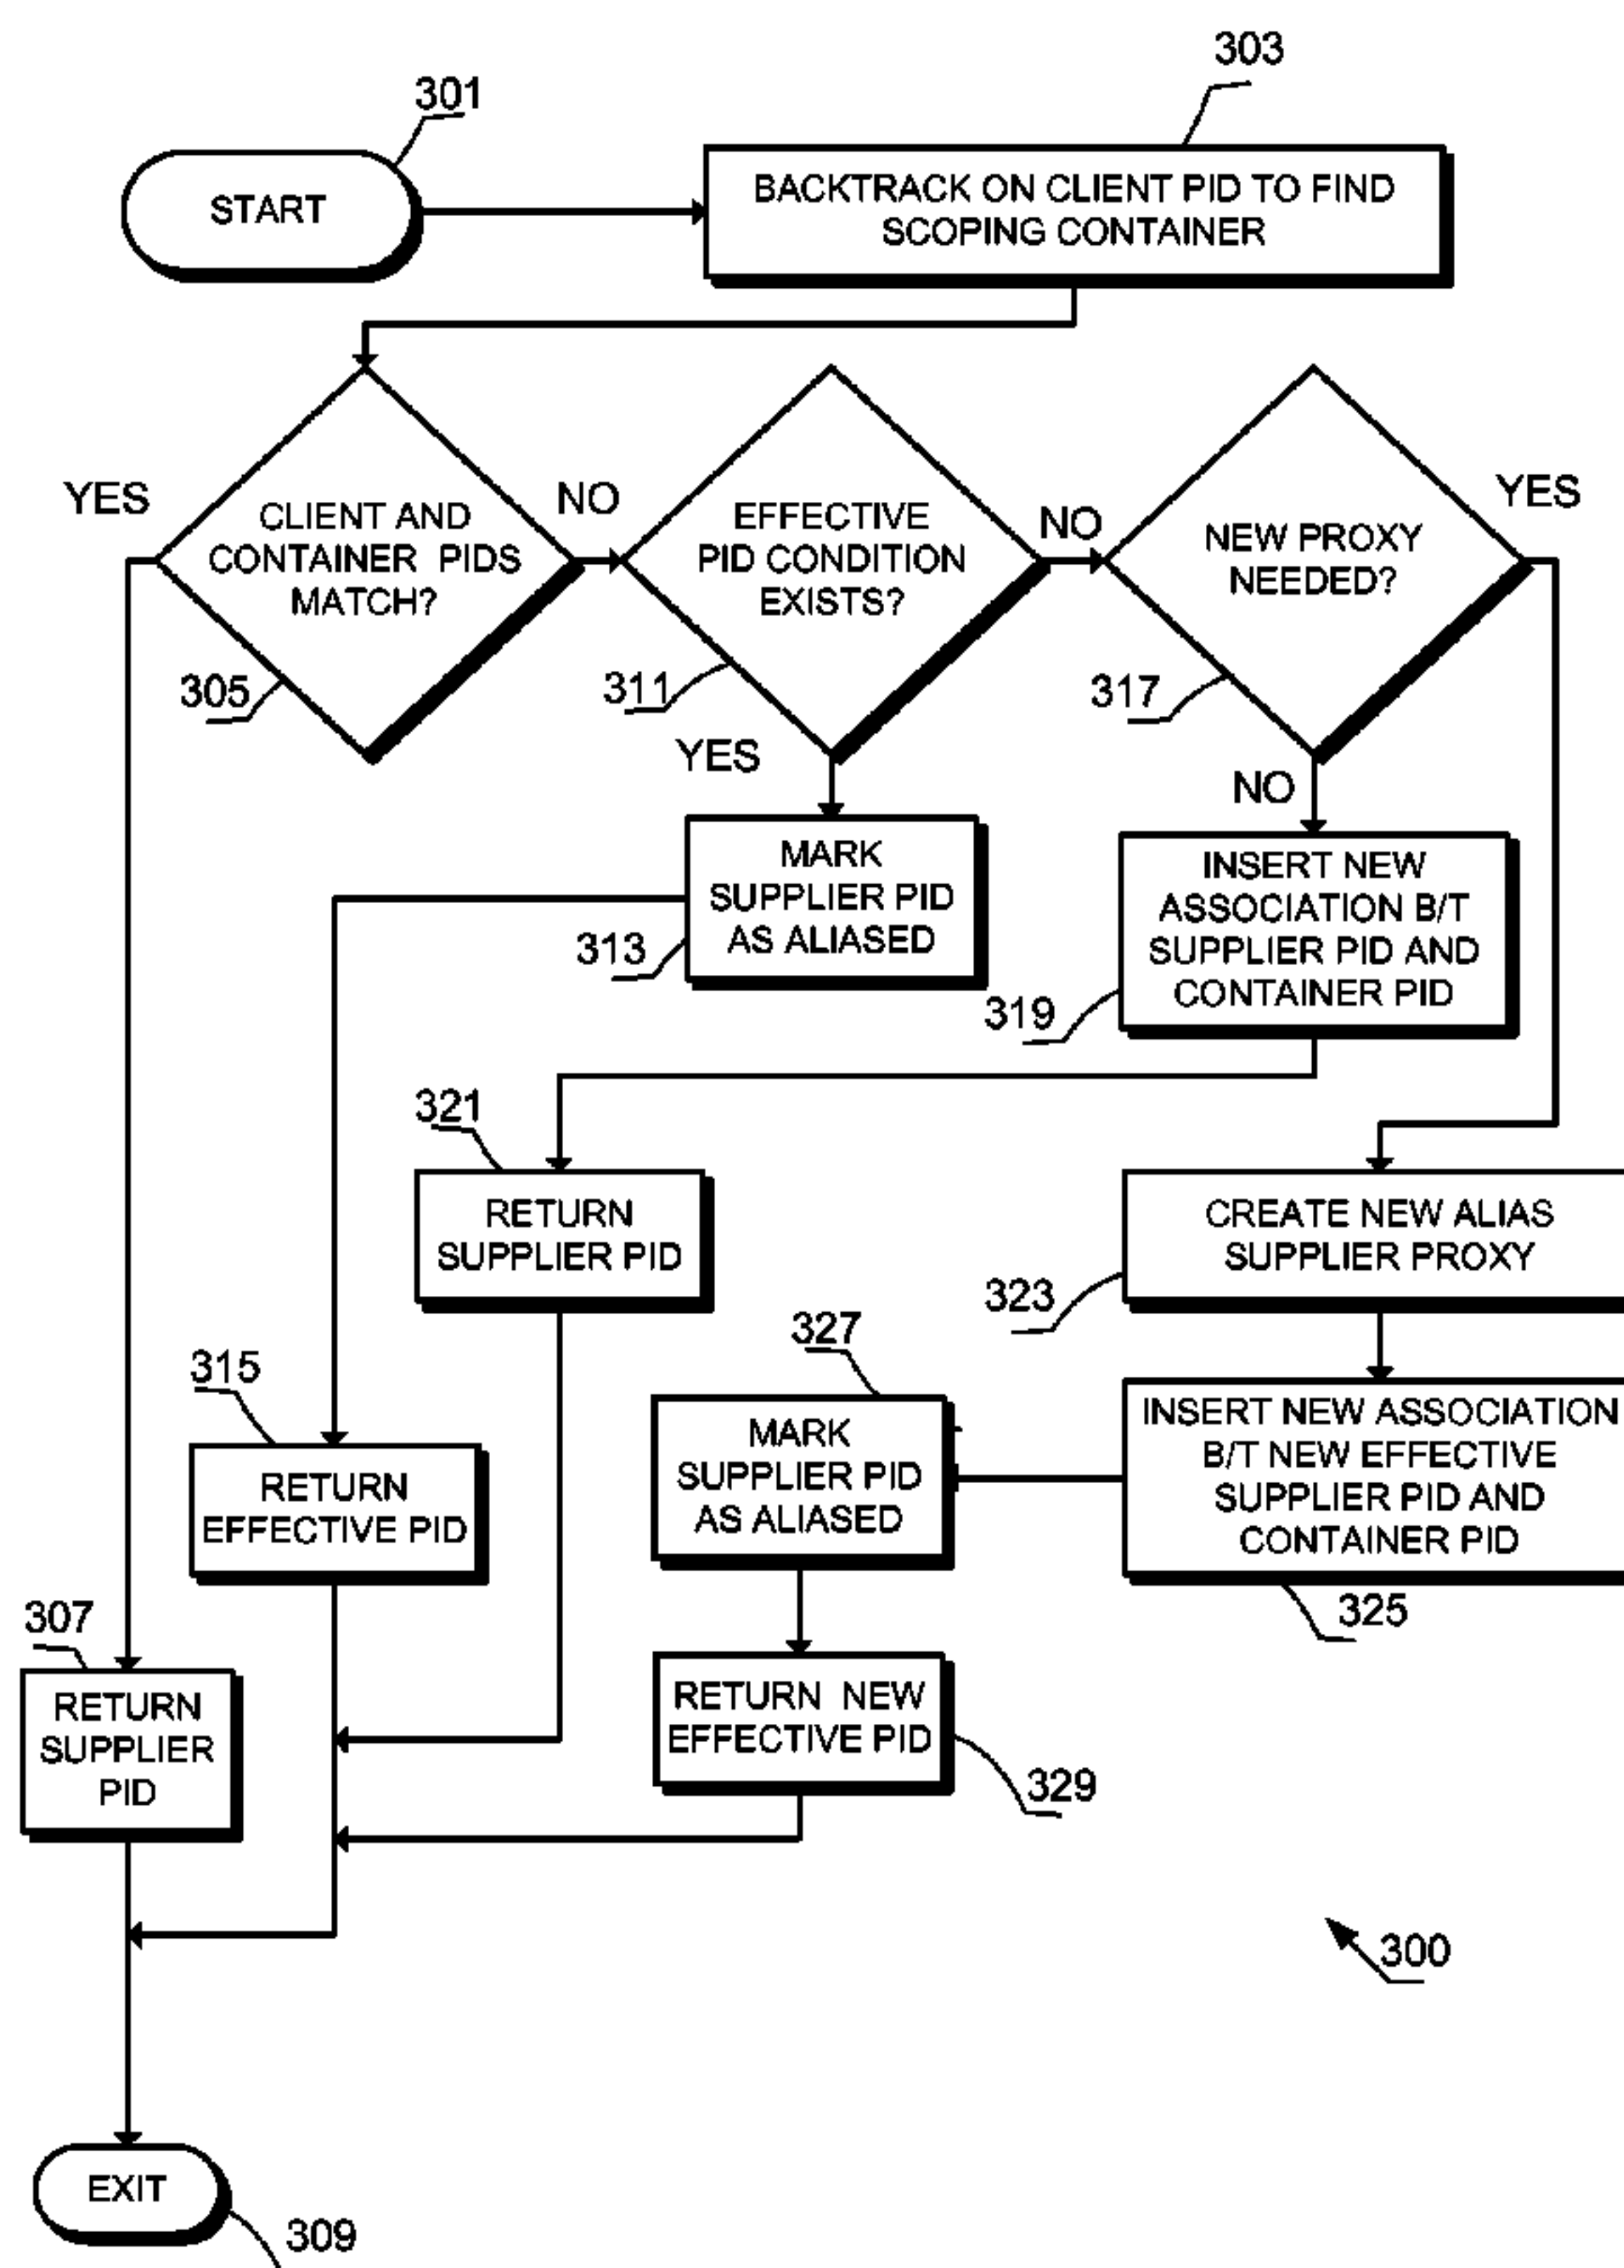 303
301
START
BACKTRACK ON CLIENT PID TO FIND
SCOPING CONTAINER
YES
CLIENT AND
CONTAINER PIDS
MATCH?
305
NO
EFFECTIVE
PID CONDITION
EXISTS?
311
YES
NO
NEW PROXY
NEEDED?
317
YES
NO
MARK
SUPPLIER PID
AS ALIASED
313
INSERT NEW
ASSOCIATION B/T
SUPPLIER PID AND
CONTAINER PID
319
321
RETURN
SUPPLIER PID
CREATE NEW ALIAS
SUPPLIER PROXY
323
327
315
MARK
SUPPLIER PID
AS ALIASED
INSERT NEW ASSOCIATION
B/T NEW EFFECTIVE
SUPPLIER PID AND
CONTAINER PID
325
RETURN
EFFECTIVE PID
307
RETURN
SUPPLIER
PID
RETURN NEW
EFFECTIVE PID
329
300
EXIT
309